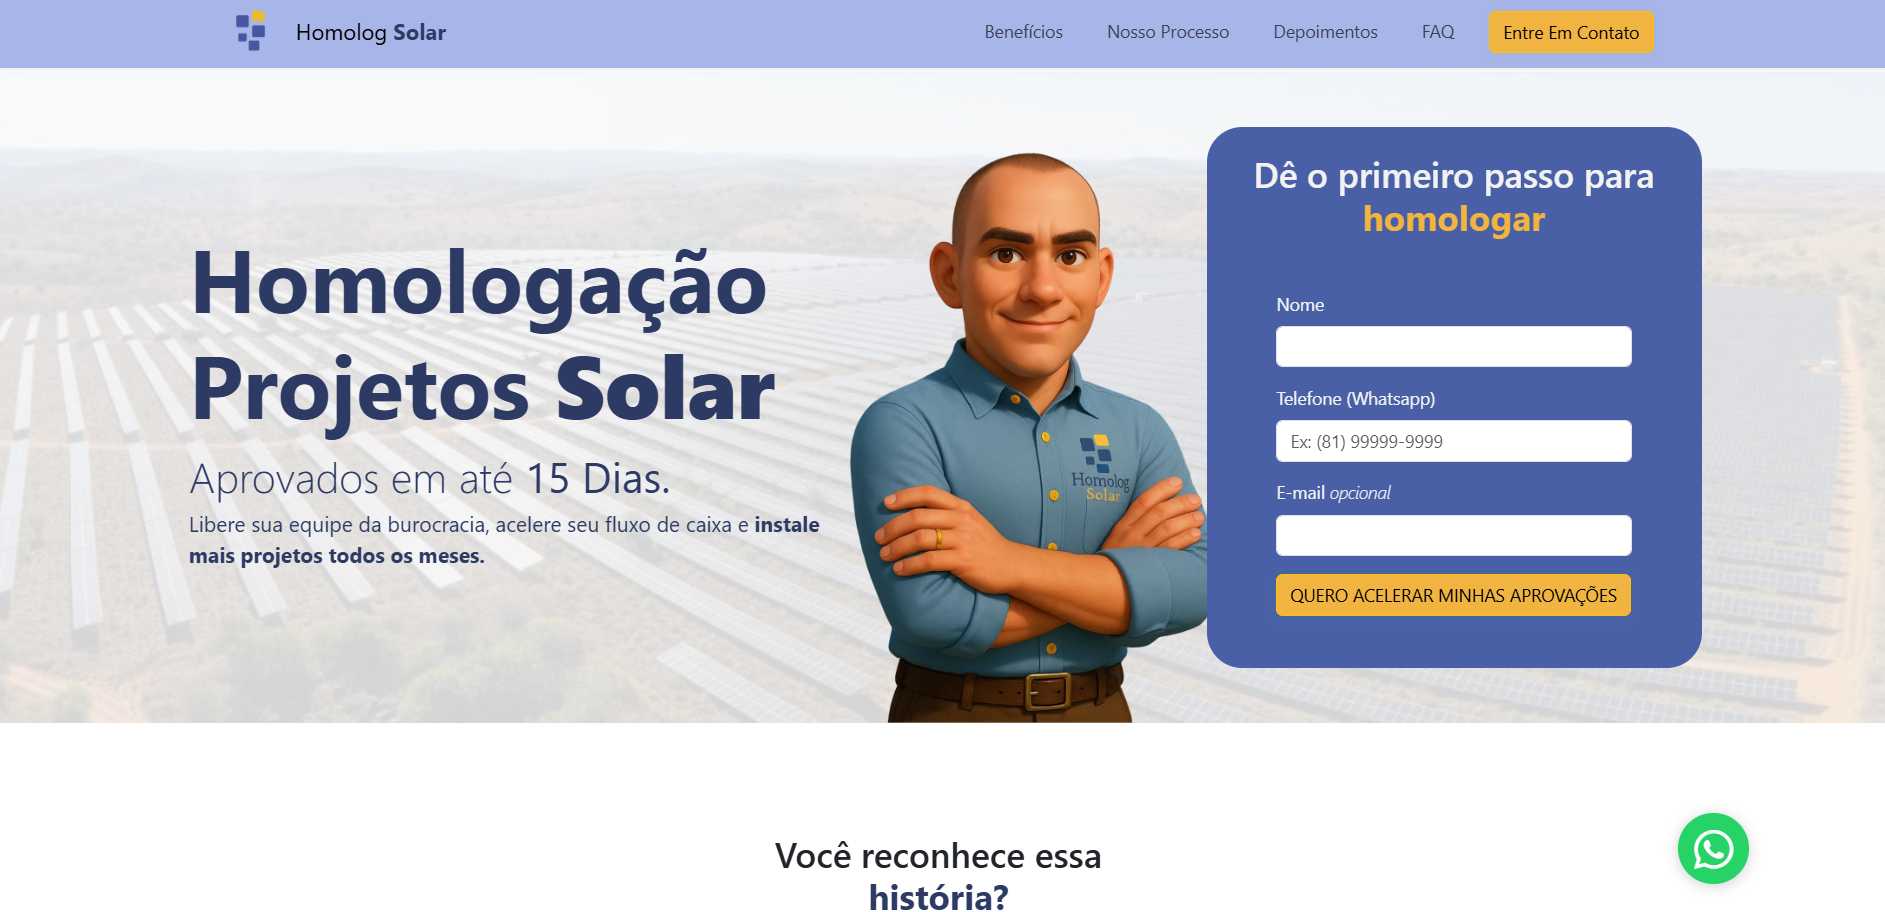 Homolog Solar
Benefícios
Nosso Processo
Depoimentos
FAQ
Entre Em Contato
Homologação
Projetos Solar
Aprovados em até 15 Dias.
Libere sua equipe da burocracia, acelere seu fluxo de caixa e instale
mais projetos todos os meses.
Homolog
Solar
Dê o primeiro passo para
homologar
Nome
Telefone (Whatsapp)
Ex: (81) 99999-9999
E-mail opcional
QUERO ACELERAR MINHAS APROVAÇÕES
Você reconhece essa
história?